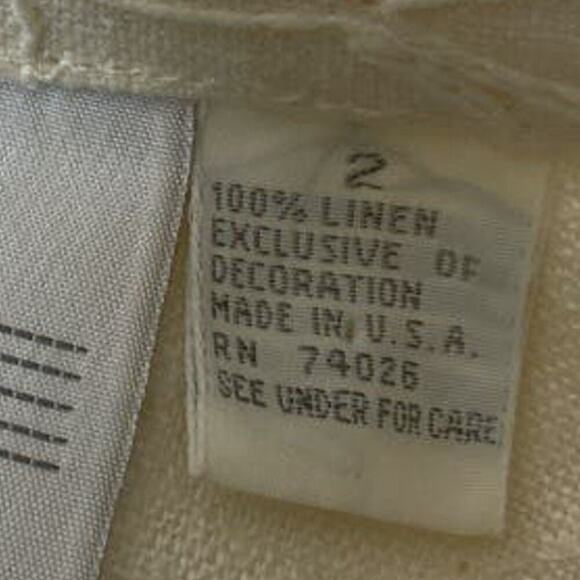 2
100% LINEN
EXCLUSIVE OF
DECORATION
MADE IN U.S.A.
RN 74026
SEE UNDER FOR CARE